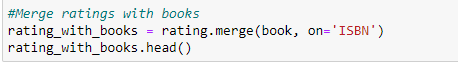 #Merge ratings with books
rating_with_books = rating.merge(book, on='ISBN')
rating_with_books.head()